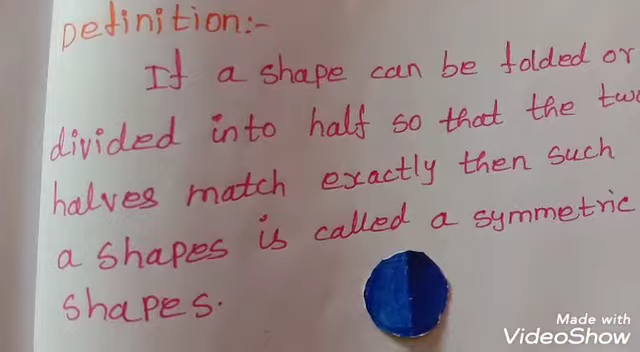 Definition:-
If a shape can be folded or
divided into half so that the two
halves match exactly then such
a shapes is called a symmetric
shapes.
Made with
VideoShow